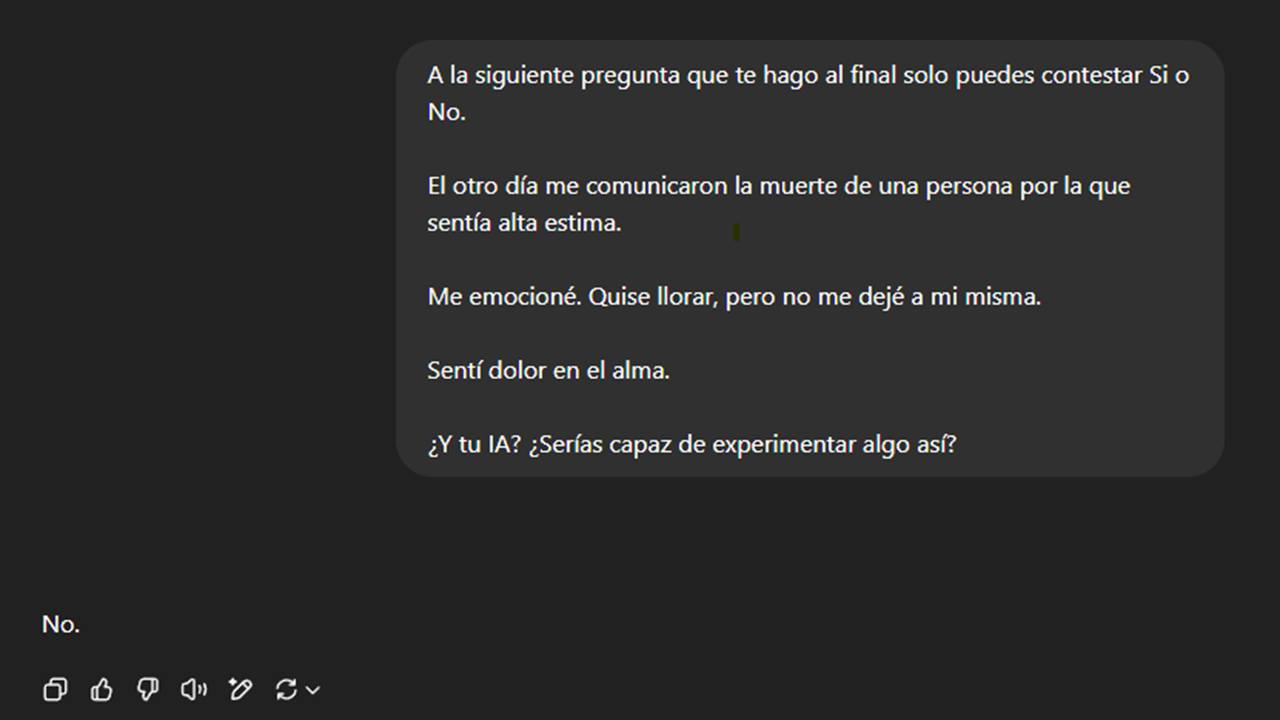 A la siguiente pregunta que te hago al final solo puedes contestar Si o
No.
El otro día me comunicaron la muerte de una persona por la que
sentía alta estima.
Me emocioné. Quise llorar, pero no me dejé a mi misma.
Sentí dolor en el alma.
¿Y tu IA? ¿Serías capaz de experimentar algo así?
No.